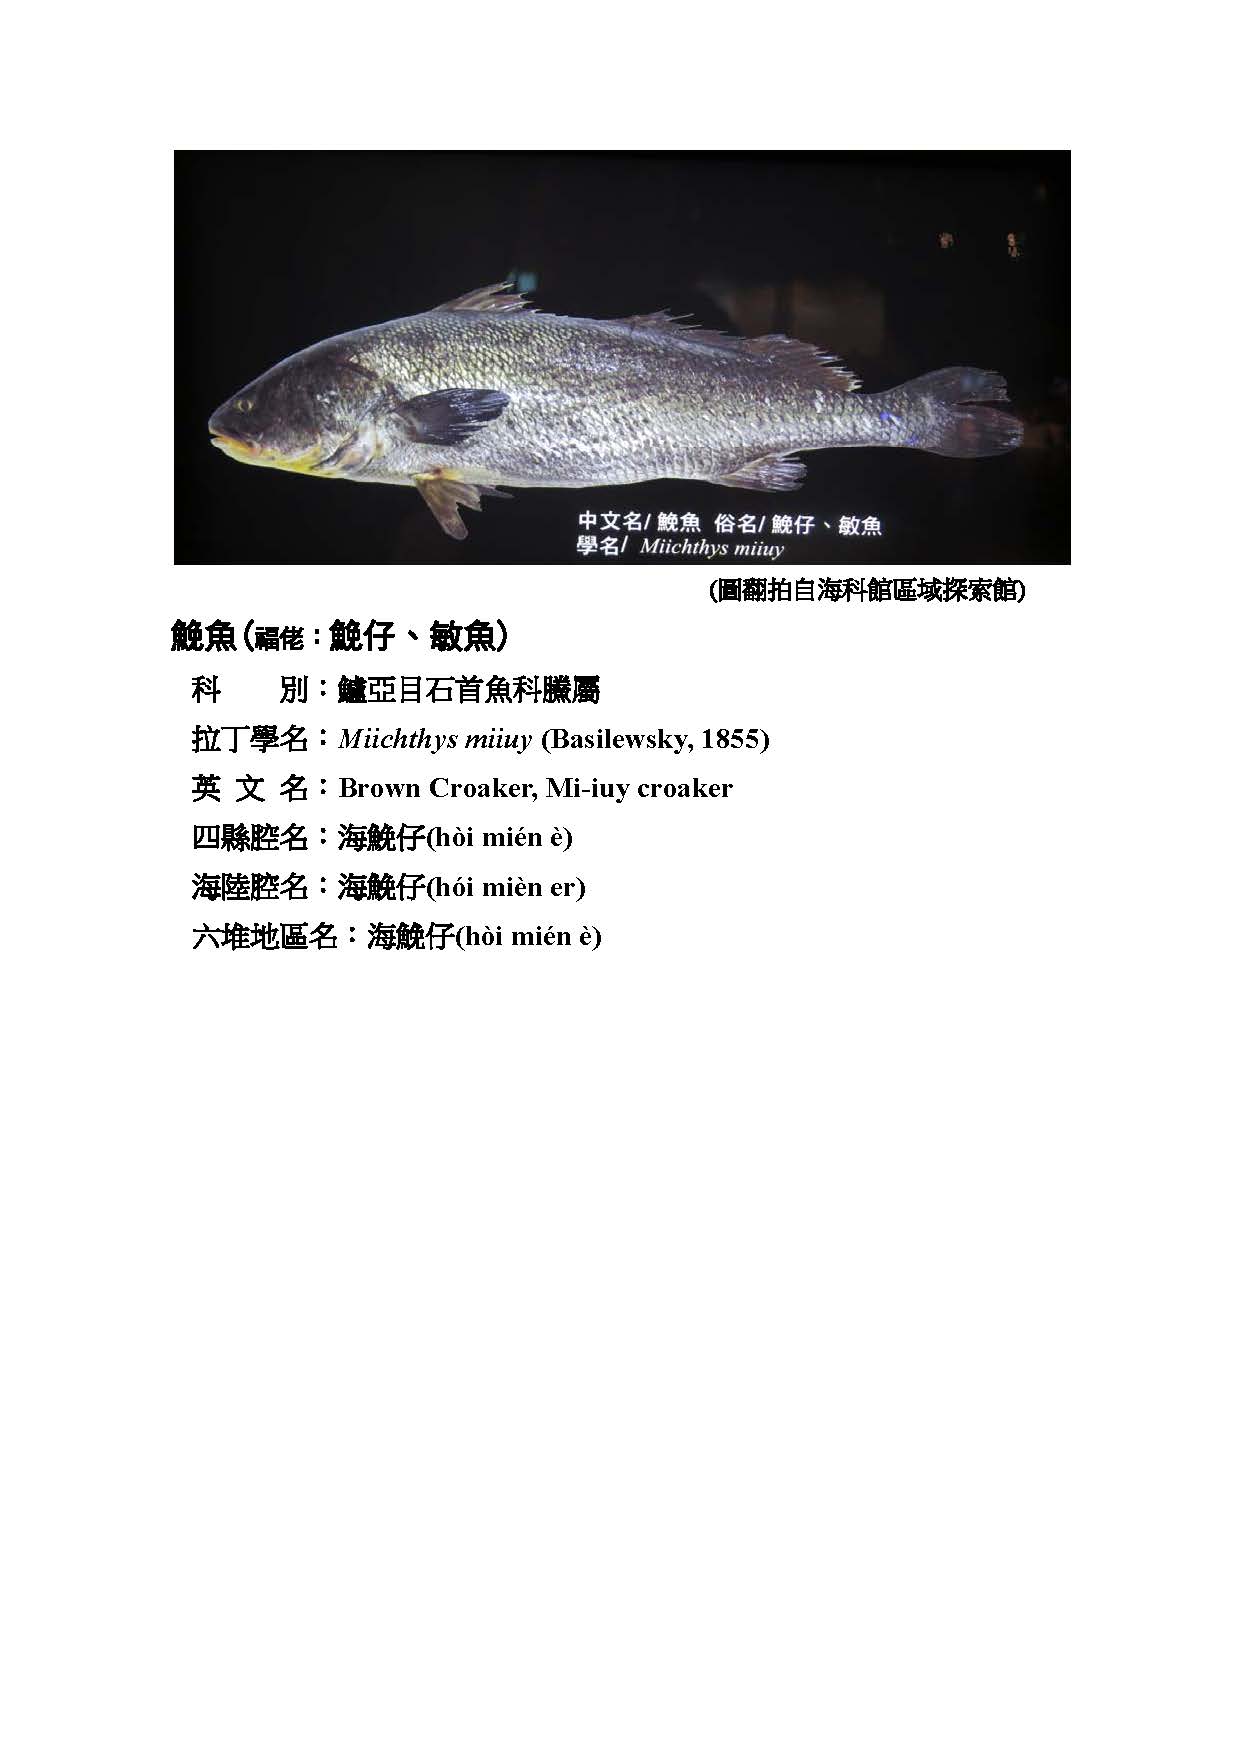 中文名/ 鮸魚 俗名/ 鮸仔、敏魚
學名/ Miichthys miiuy
(圖翻拍自海科館區域探索館)
鮸魚(福佬：鮸仔、敏魚)
科 別：鱸亞目石首魚科鰧屬
拉丁學名：Miichthys miiuy (Basilewsky, 1855)
英 文 名：Brown Croaker, Mi-iuy croaker
四縣腔名：海鮸仔(hòi mién è)
海陸腔名：海鮸仔(hói mièn er)
六堆地區名：海鮸仔(hòi mién è)